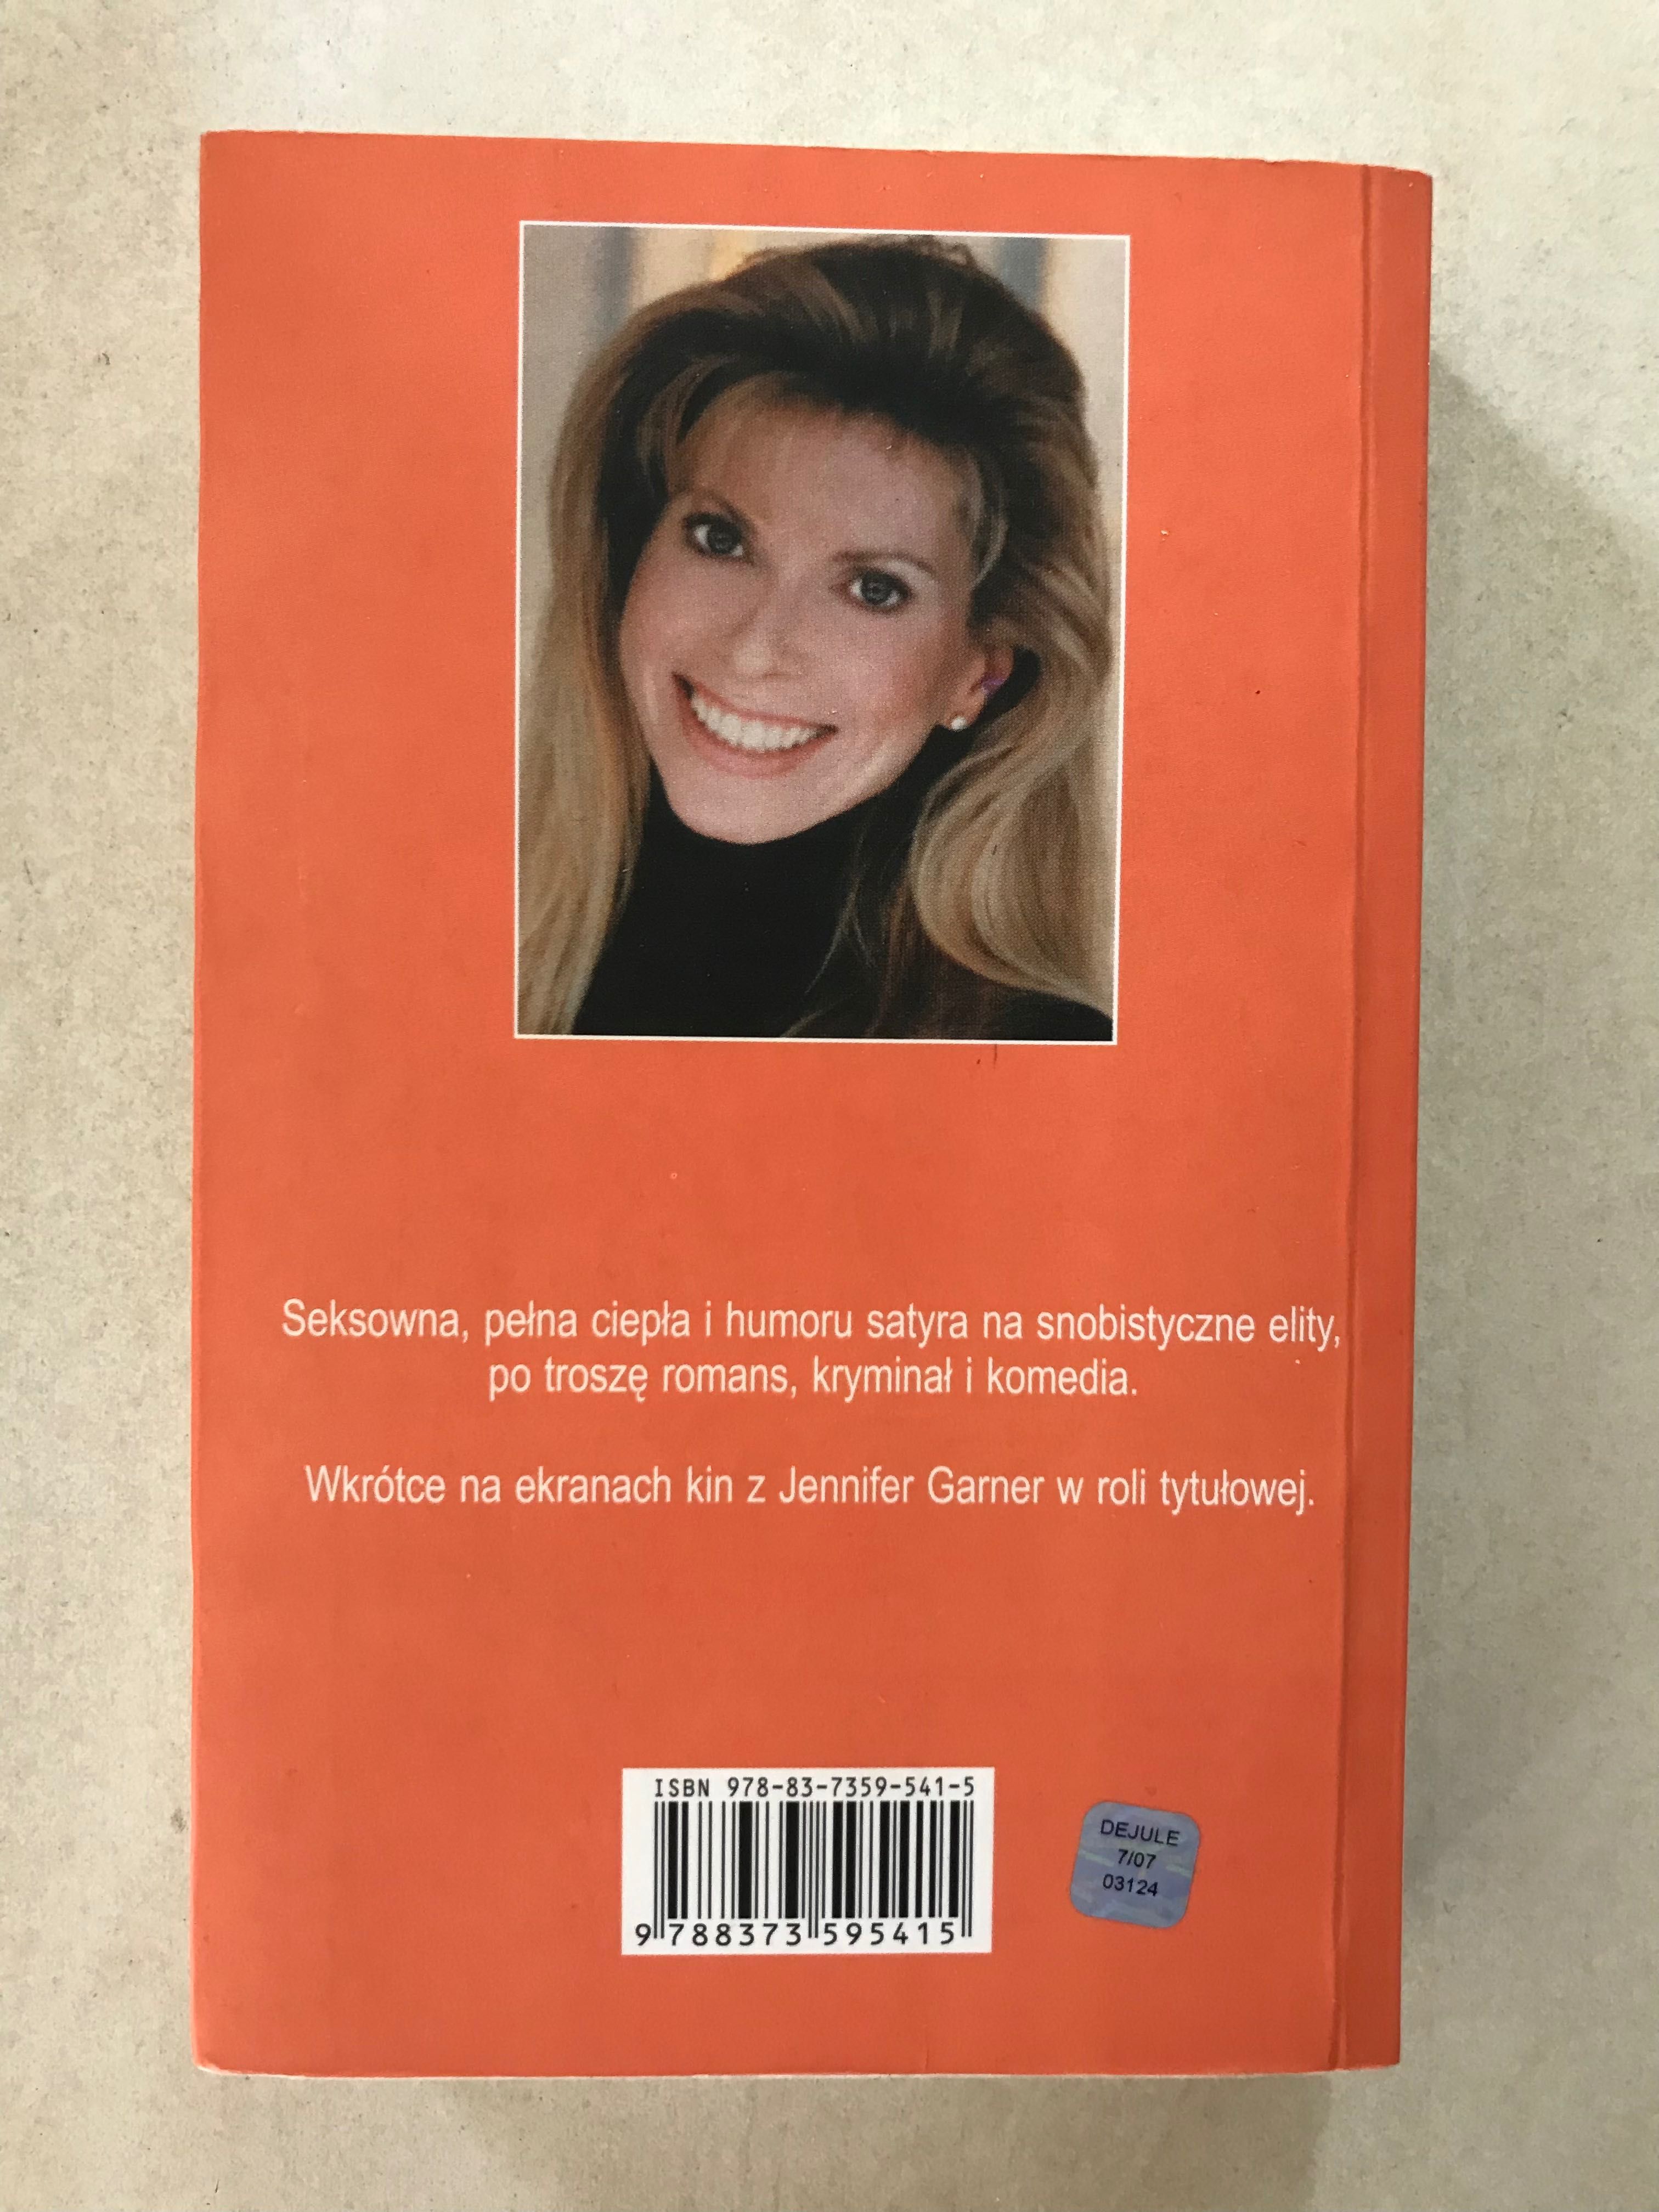 Seksowna, pełna ciepła i humoru satyra na snobistyczne elity,
po troszę romans, kryminał i komedia.
Wkrótce na ekranach kin z Jennifer Garner w roli tytułowej.
ISBN 978-83-7359-541-5
9 788373 595415
DEJULE
7/07
03124